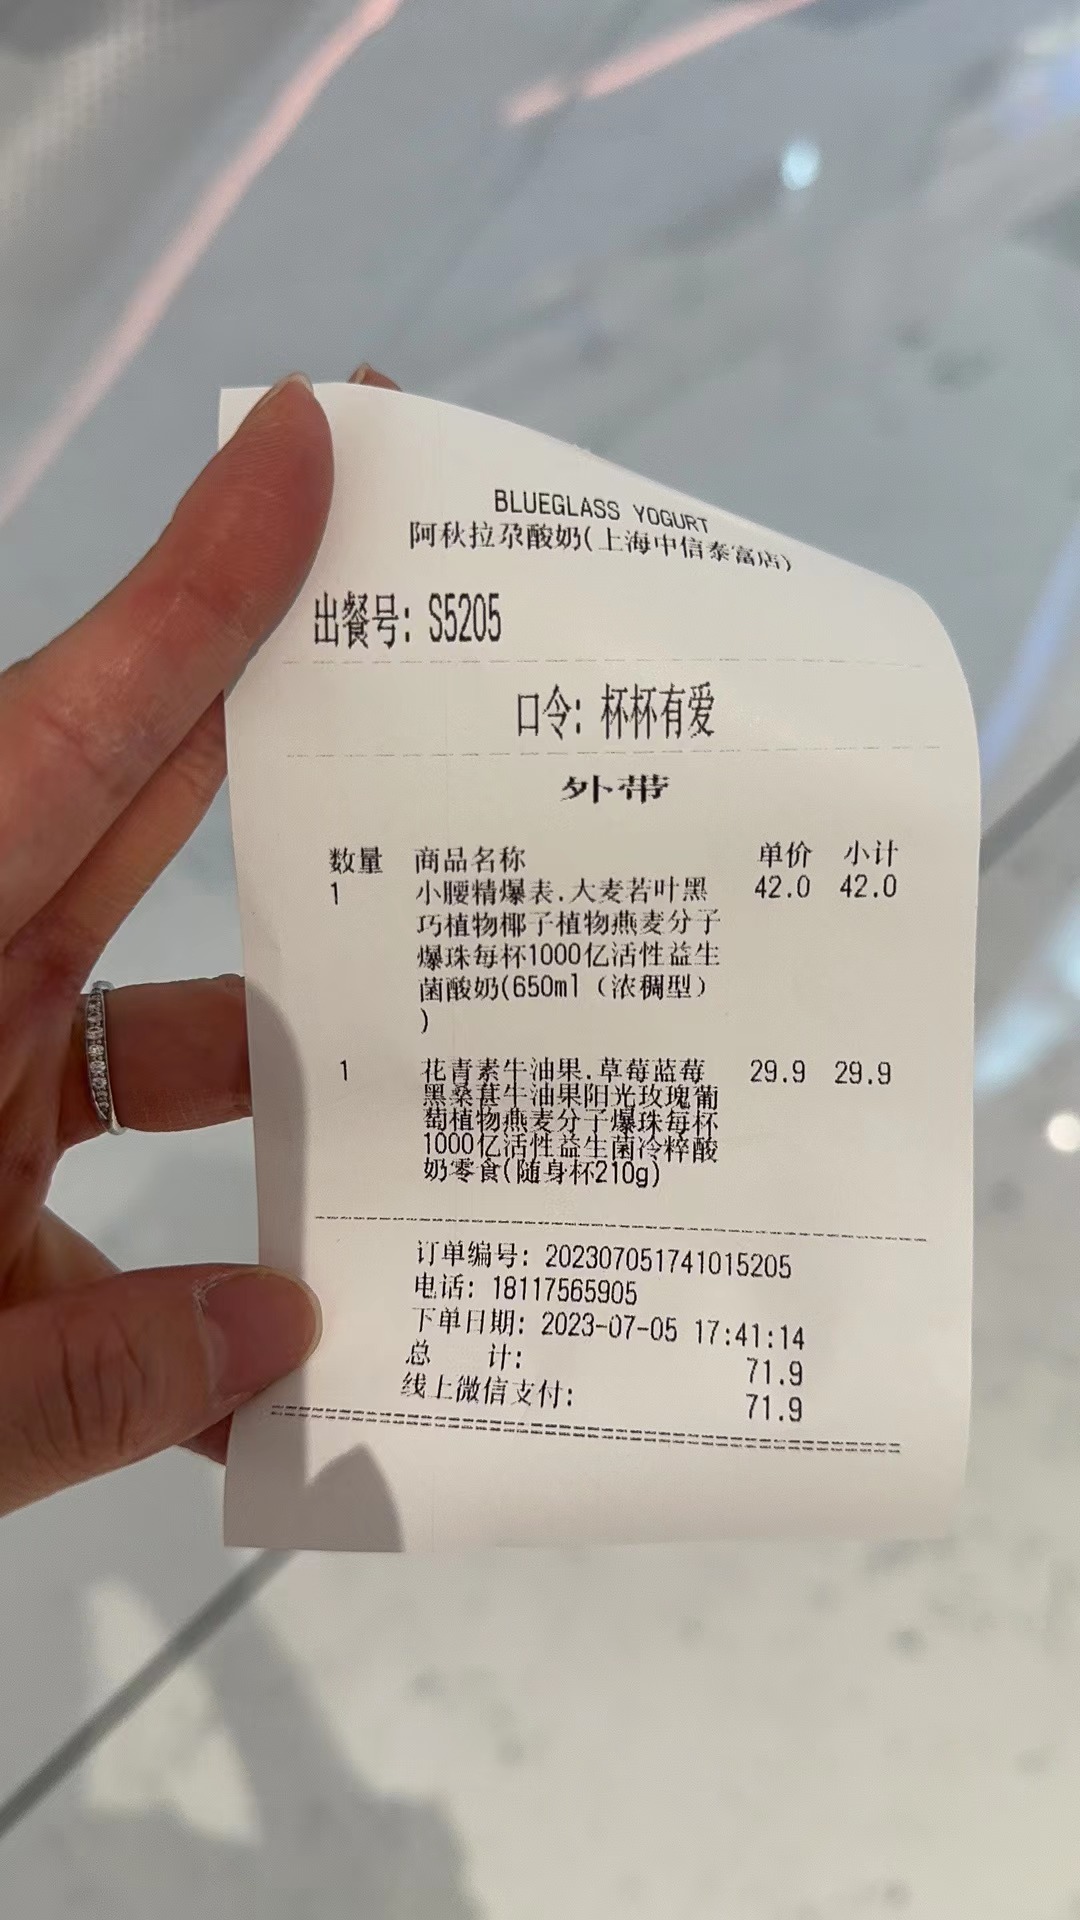 BLUEGLASS YOGURT
阿秋拉尕酸奶(上海中信泰富店)
出餐号: S5205
口令: 杯杯有爱
外带
数量 商品名称 单价 小计
1 小腰精爆表.大麦若叶黑 42.0 42.0
巧植物椰子植物燕麦分子
爆珠每杯1000亿活性益生
菌酸奶(650ml（浓稠型）
)
1 花青素牛油果.草莓蓝莓 29.9 29.9
黑桑葚牛油果阳光玫瑰葡
萄植物燕麦分子爆珠每杯
1000亿活性益生菌冷粹酸
奶零食(随身杯210g)
订单编号: 202307051741015205
电话: 18117565905
下单日期: 2023-07-05 17:41:14
总 计: 71.9
线上微信支付: 71.9